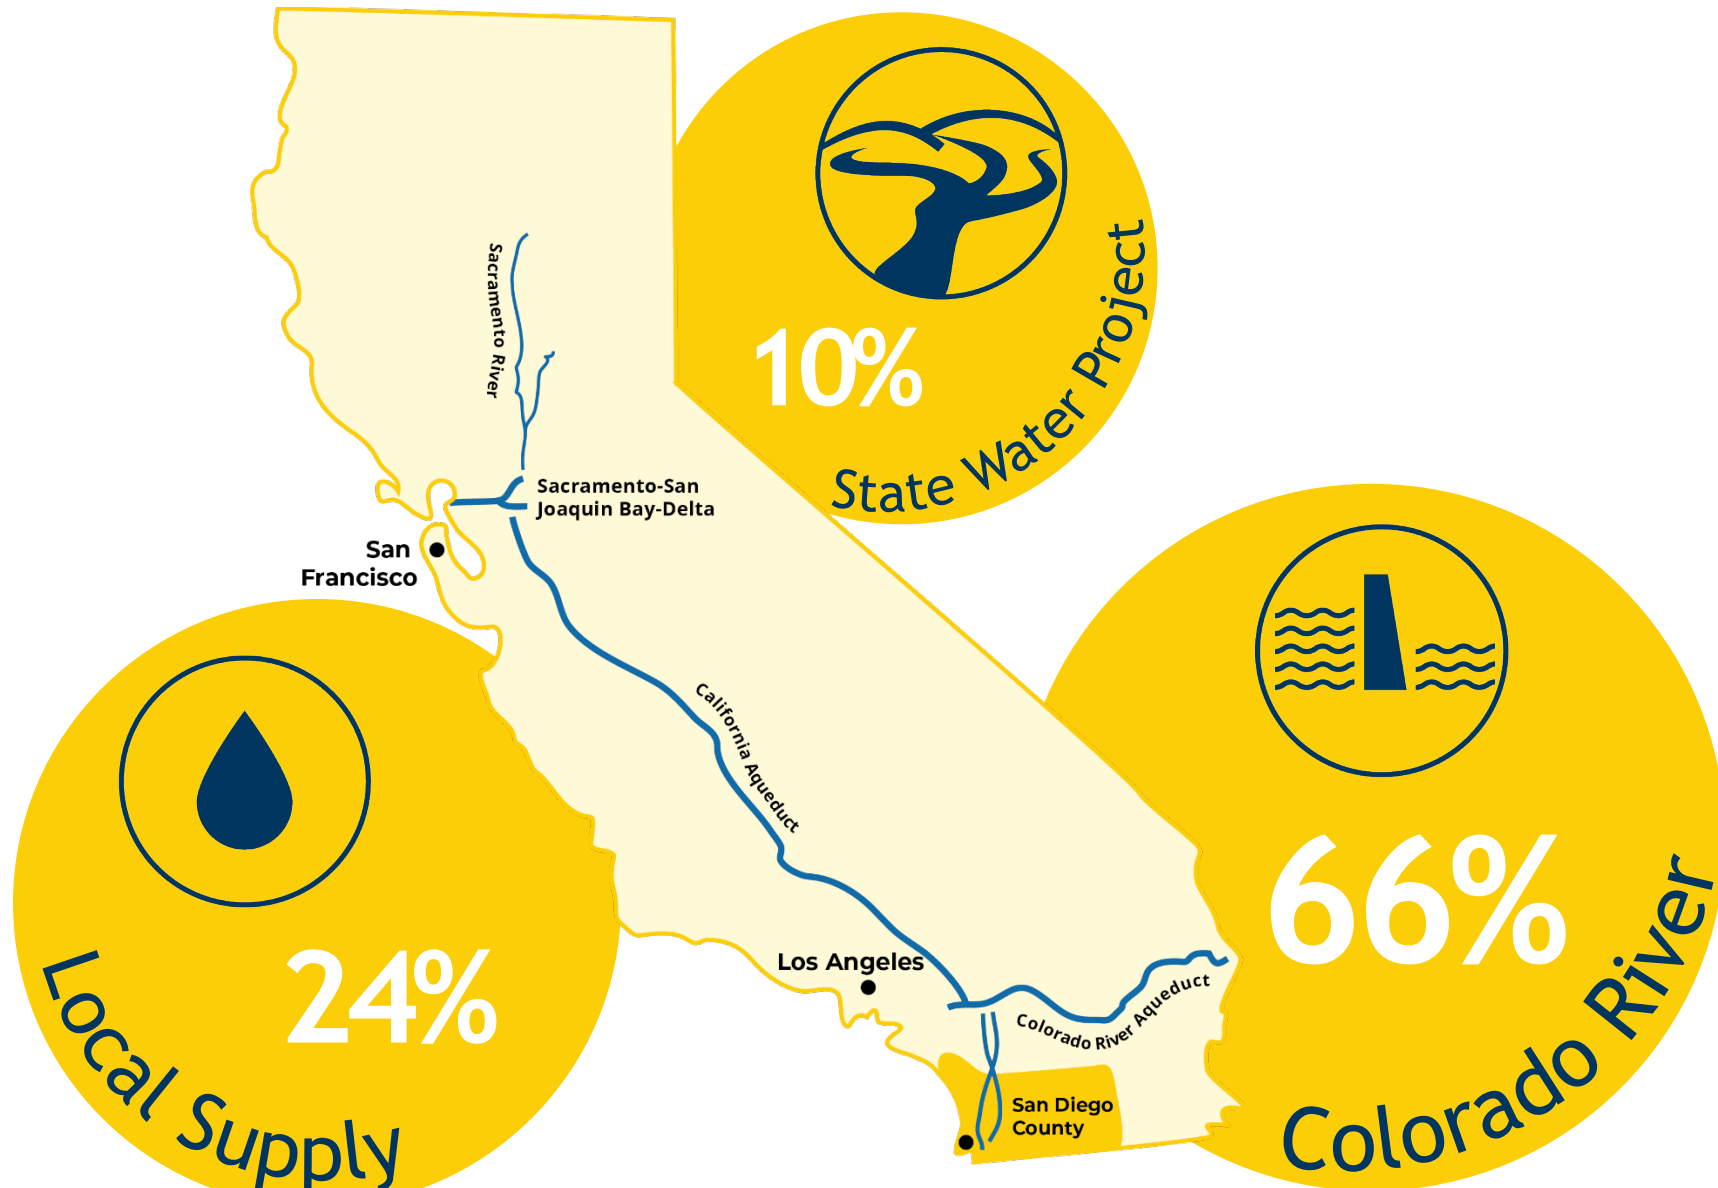 10%
State Water Project
Sacramento River
Sacramento-San
Joaquin Bay-Delta
San
Francisco
California Aqueduct
66%
Colorado River
24%
Local Supply
Los Angeles
Colorado River Aqueduct
San Diego
County